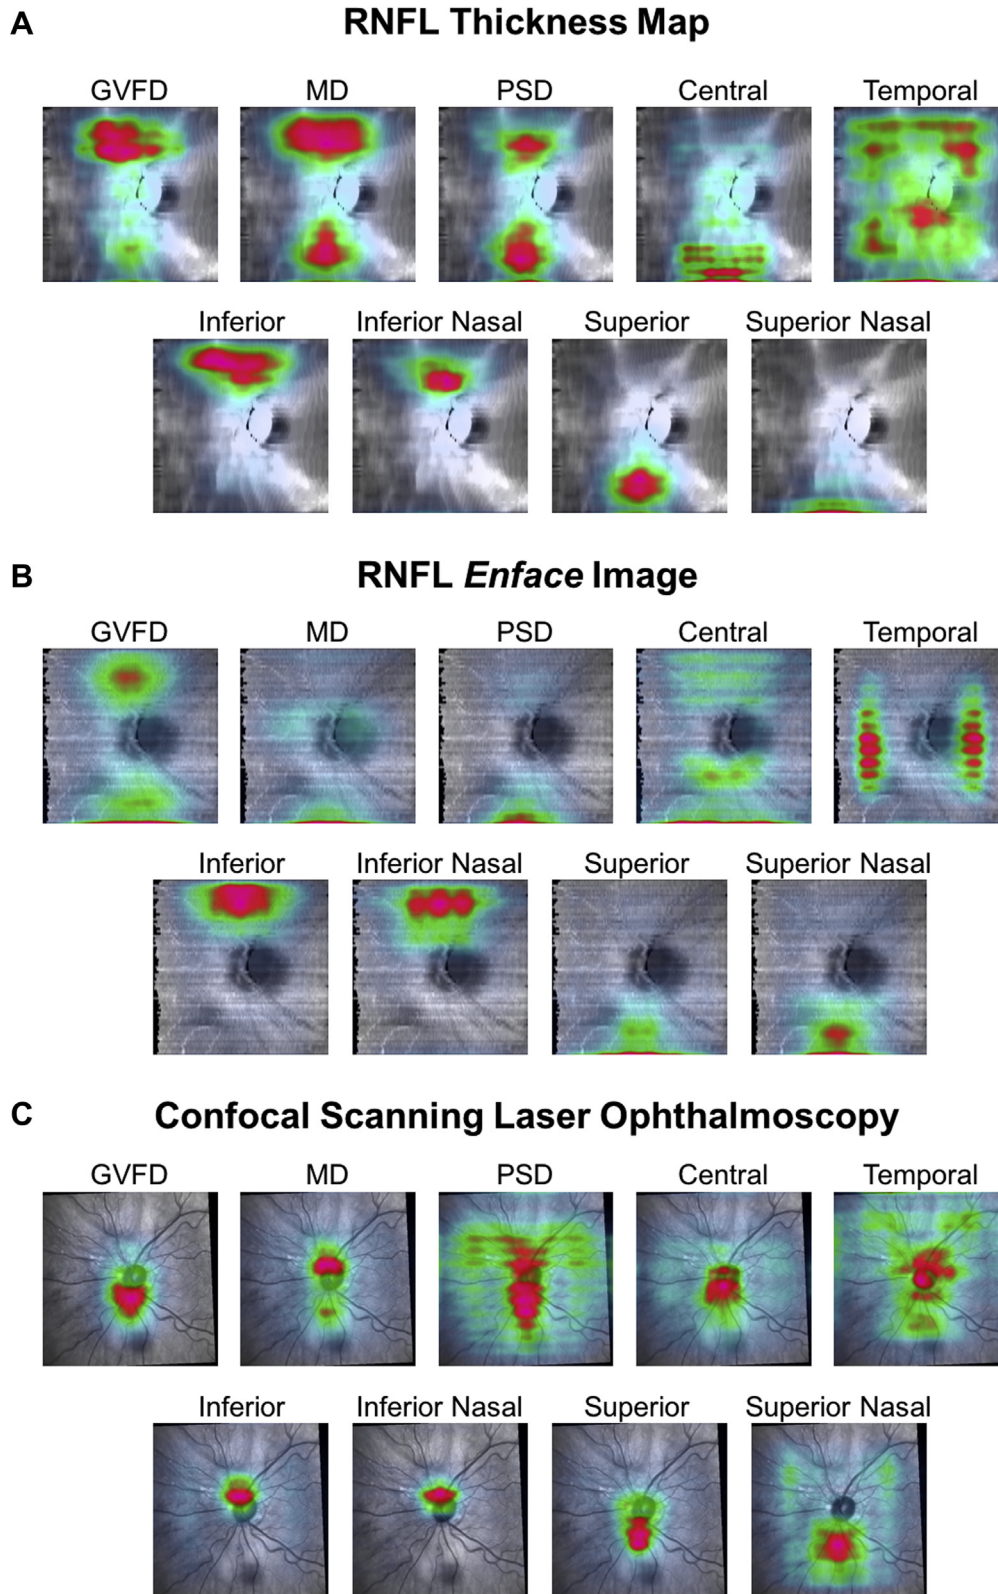 A
RNFL Thickness Map
GVFD MD PSD Central Temporal
Inferior Inferior Nasal Superior Superior Nasal
B
RNFL Enface Image
GVFD MD PSD Central Temporal
Inferior Inferior Nasal Superior Superior Nasal
C
Confocal Scanning Laser Ophthalmoscopy
GVFD MD PSD Central Temporal
Inferior Inferior Nasal Superior Superior Nasal